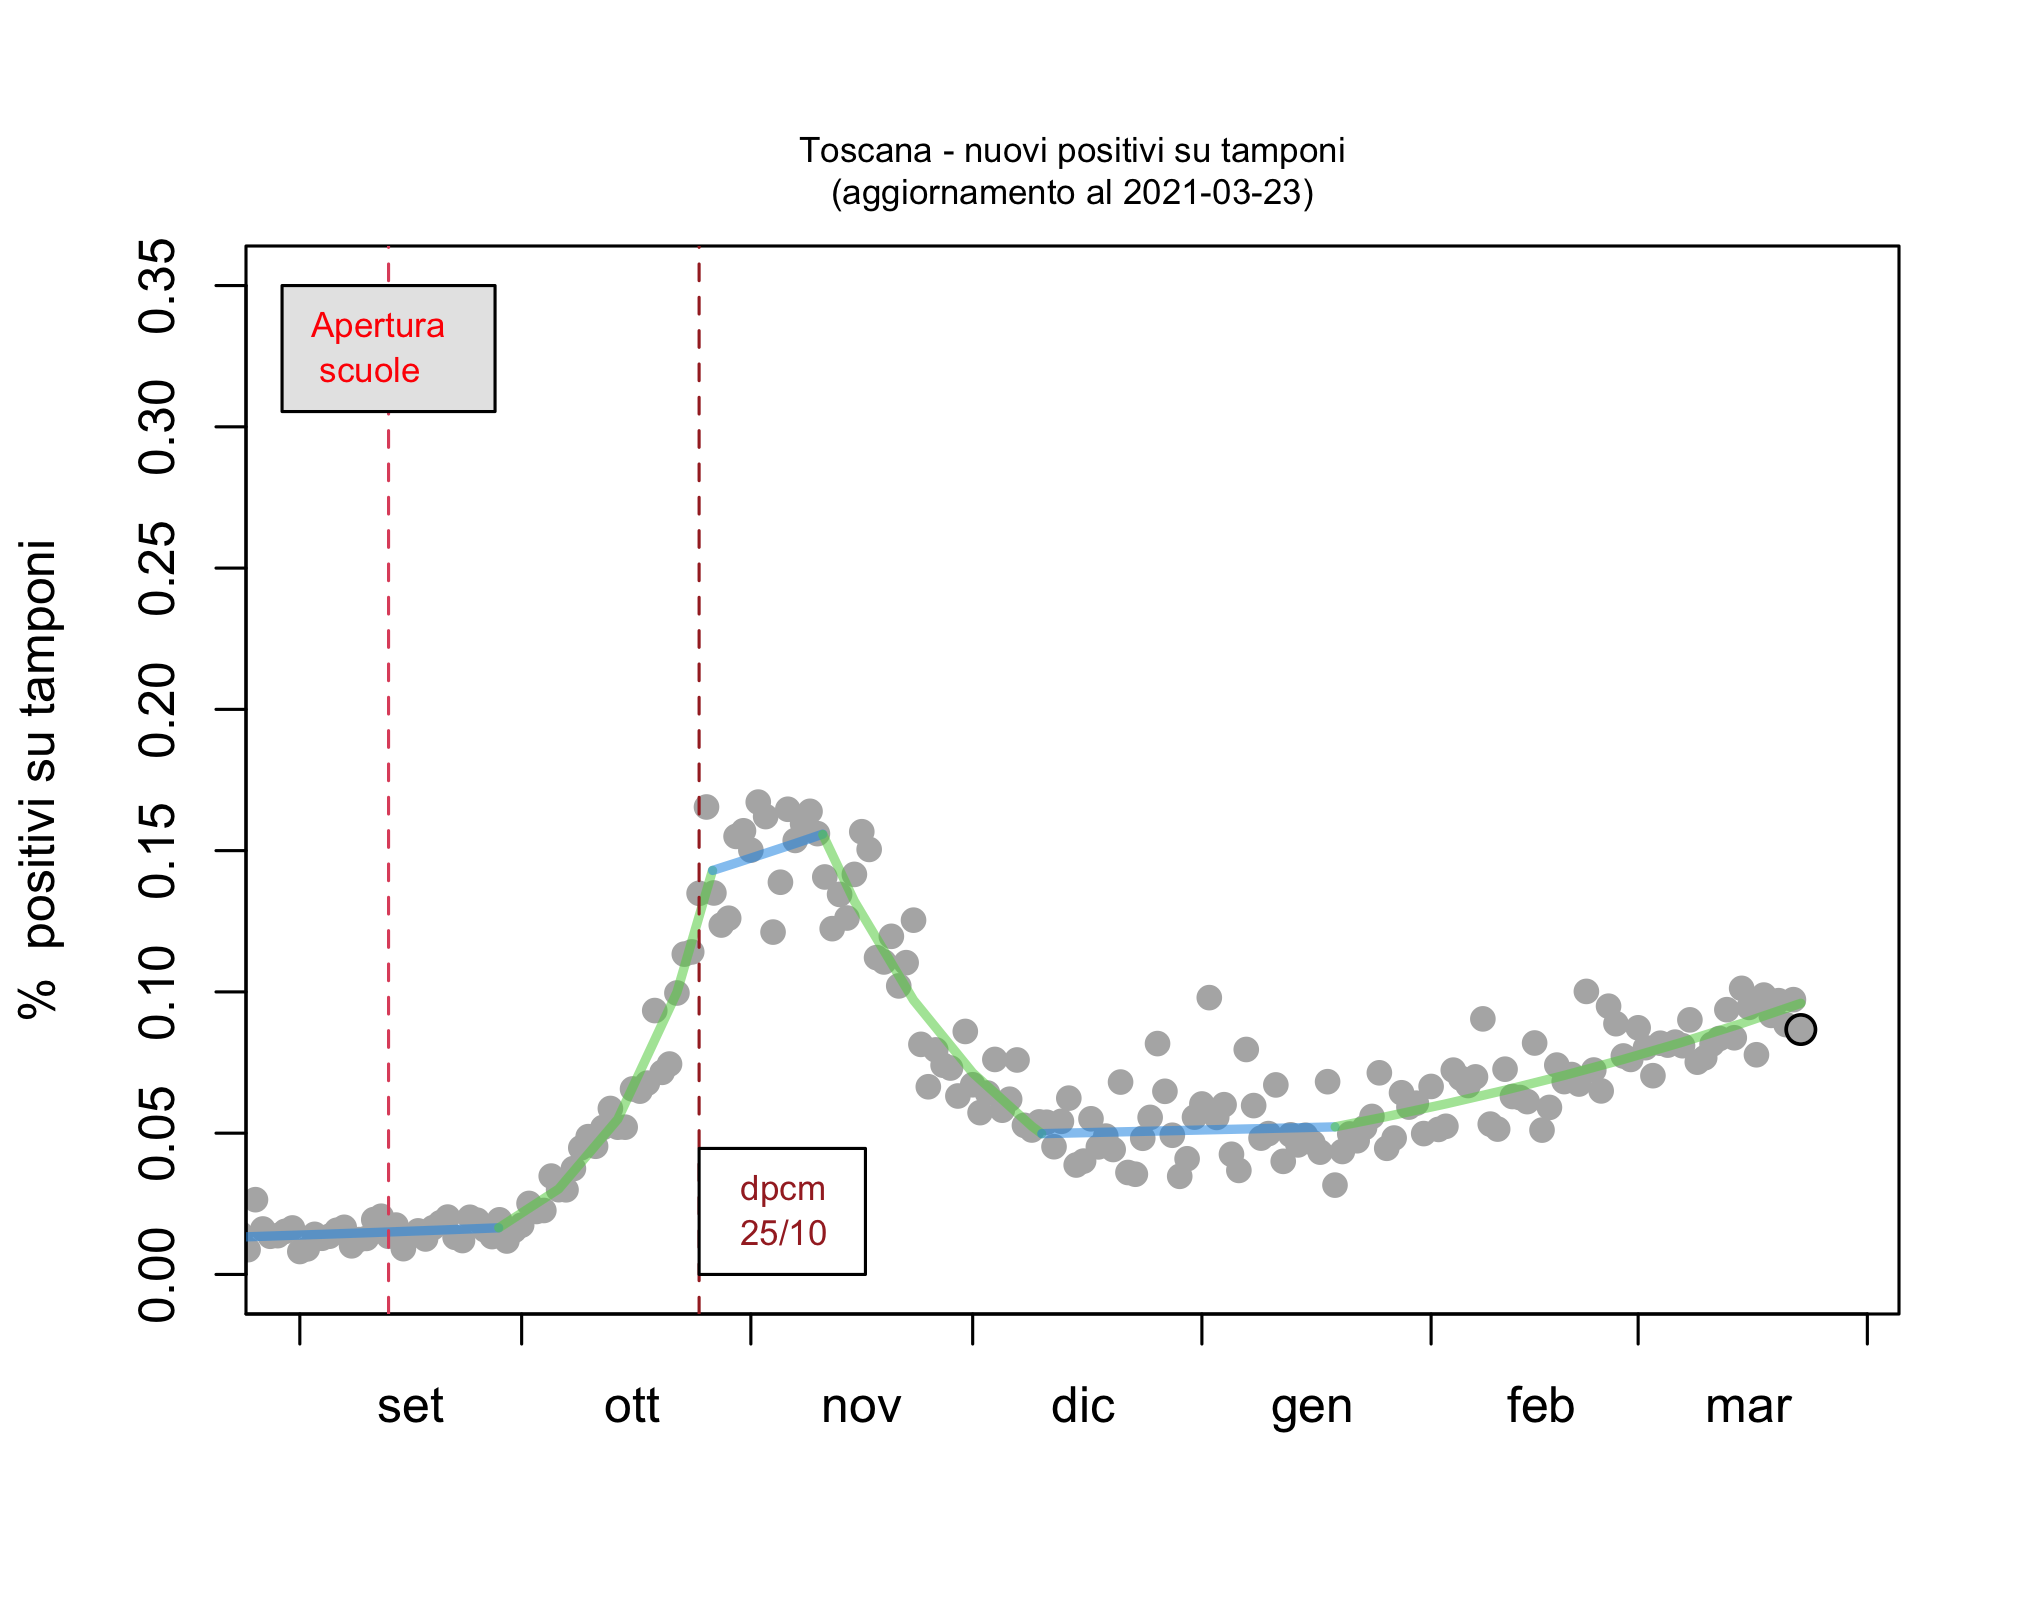 Toscana - nuovi positivi su tamponi
(aggiornamento al 2021-03-23)
% positivi su tamponi
0.35
0.30
0.25
0.20
0.15
0.10
0.05
0.00
Apertura
scuole
dpcm
25/10
set ott nov dic gen feb mar